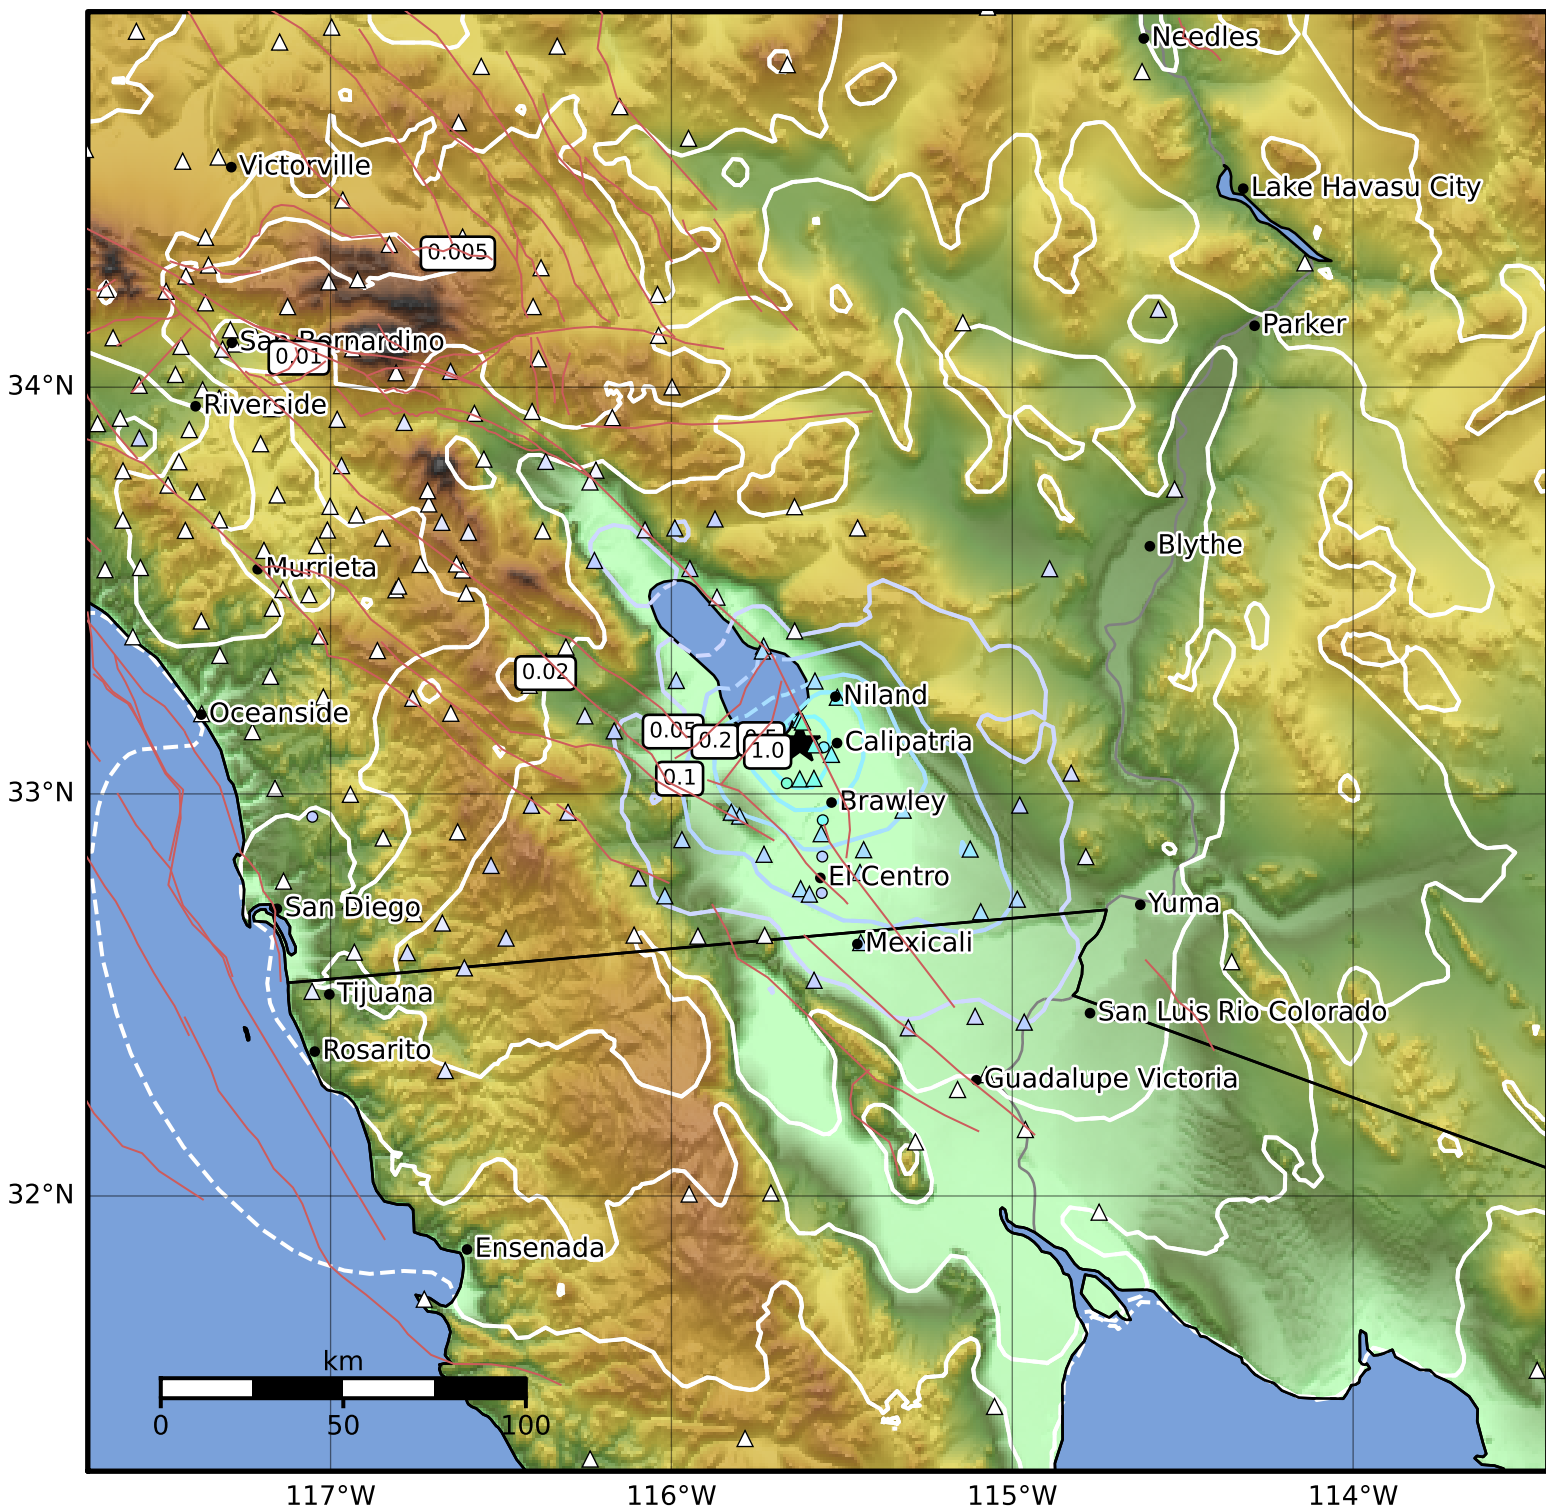 Needles
Victorville
Lake Havasu City
0.005
Parker
San Bernardino
0.01
34°N
Riverside
Blythe
Murrieta
0.02
Niland
Oceanside
0.05
0.2
1.0
Calipatria
0.1
33°N
Brawley
El Centro
San Diego
Yuma
Mexicali
Tijuana
San Luis Rio Colorado
Rosarito
Guadalupe Victoria
32°N
Ensenada
km
0 50 100
117°W 116°W 115°W 114°W